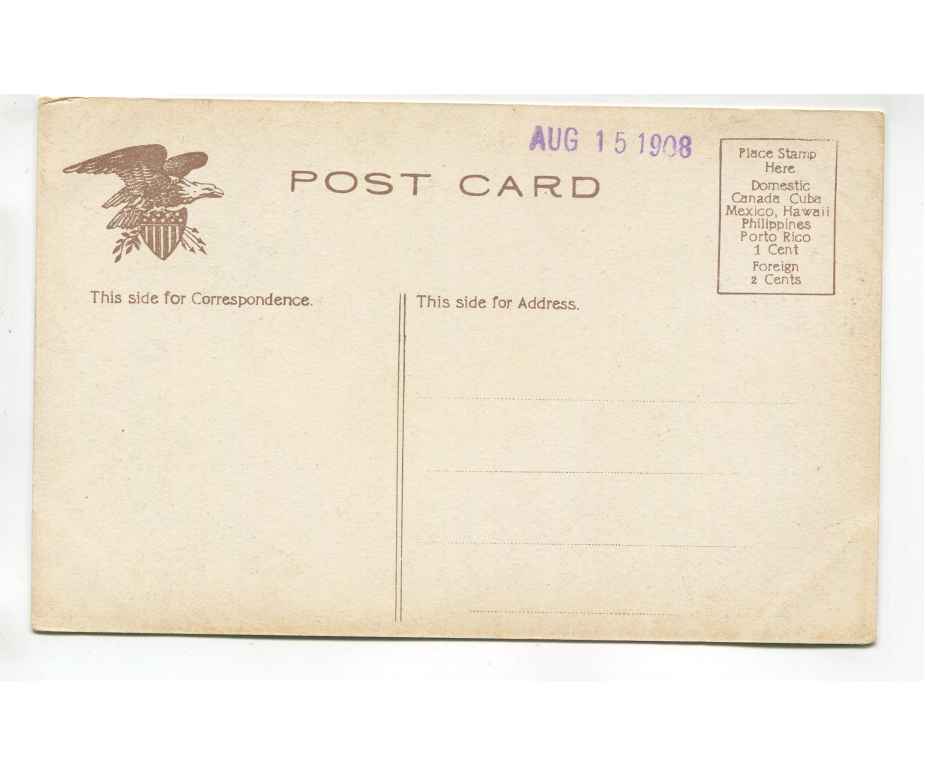 AUG 15 1908
POST CARD
Place Stamp
Here
Domestic
Canada Cuba
Mexico, Hawaii
Philippines
Porto Rico
1 Cent
Foreign
2 Cents
This side for Correspondence.
This side for Address.